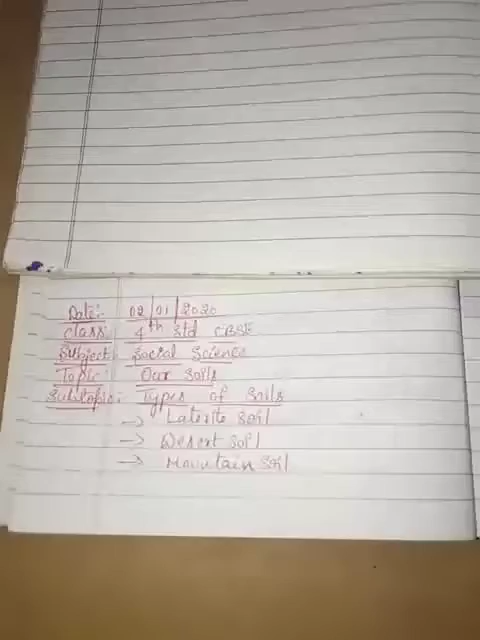 Date: 02/01/2020
Class: 4th Std CBSE
Subject: Social Science
Topic: Our Soils
Subtopic: Types of Soils
→ Laterite Soil
→ Desert Soil
→ Mountain Soil